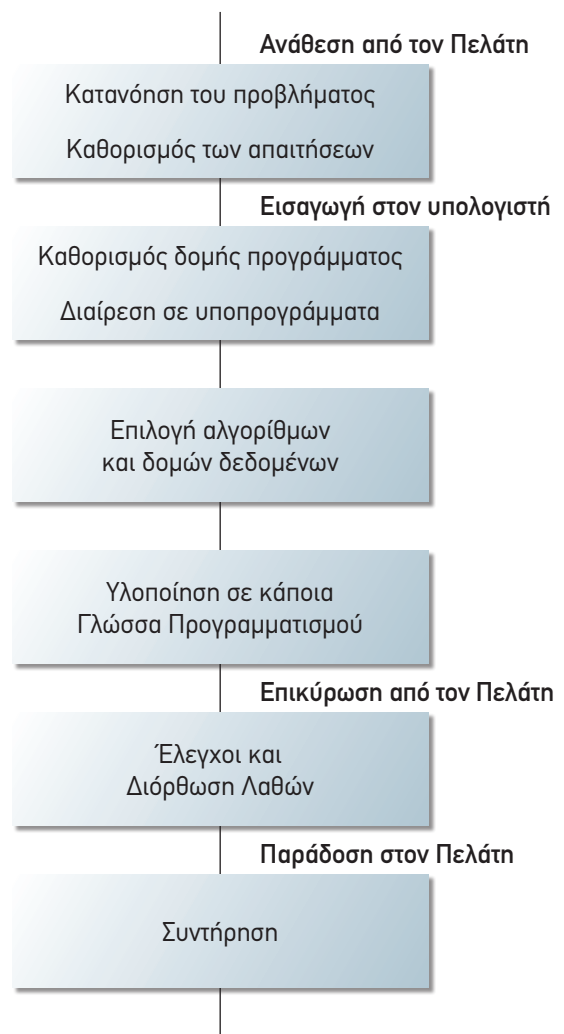 Ανάθεση από τον Πελάτη
Κατανόηση του προβλήματος
Καθορισμός των απαιτήσεων
Εισαγωγή στον υπολογιστή
Καθορισμός δομής προγράμματος
Διαίρεση σε υποπρογράμματα
Επιλογή αλγορίθμων
και δομών δεδομένων
Υλοποίηση σε κάποια
Γλώσσα Προγραμματισμού
Επικύρωση από τον Πελάτη
Έλεγχοι και
Διόρθωση Λαθών
Παράδοση στον Πελάτη
Συντήρηση